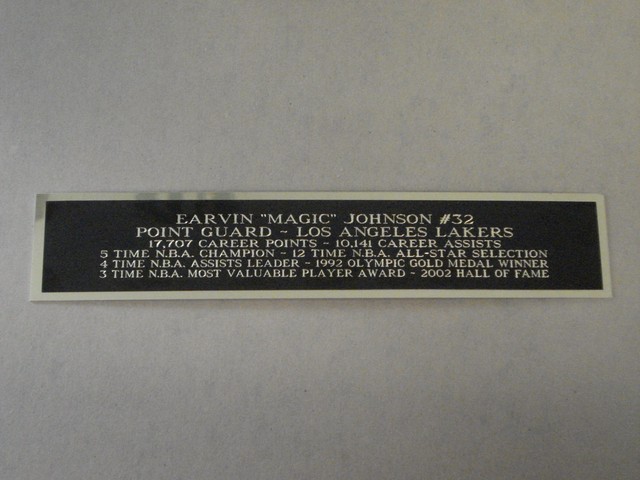 EARVIN "MAGIC" JOHNSON #32
POINT GUARD ~ LOS ANGELES LAKERS
17,707 CAREER POINTS ~ 10,141 CAREER ASSISTS
5 TIME N.B.A. CHAMPION ~ 12 TIME N.B.A. ALL-STAR SELECTION
4 TIME N.B.A. ASSISTS LEADER ~ 1992 OLYMPIC GOLD MEDAL WINNER
3 TIME N.B.A. MOST VALUABLE PLAYER AWARD ~ 2002 HALL OF FAME